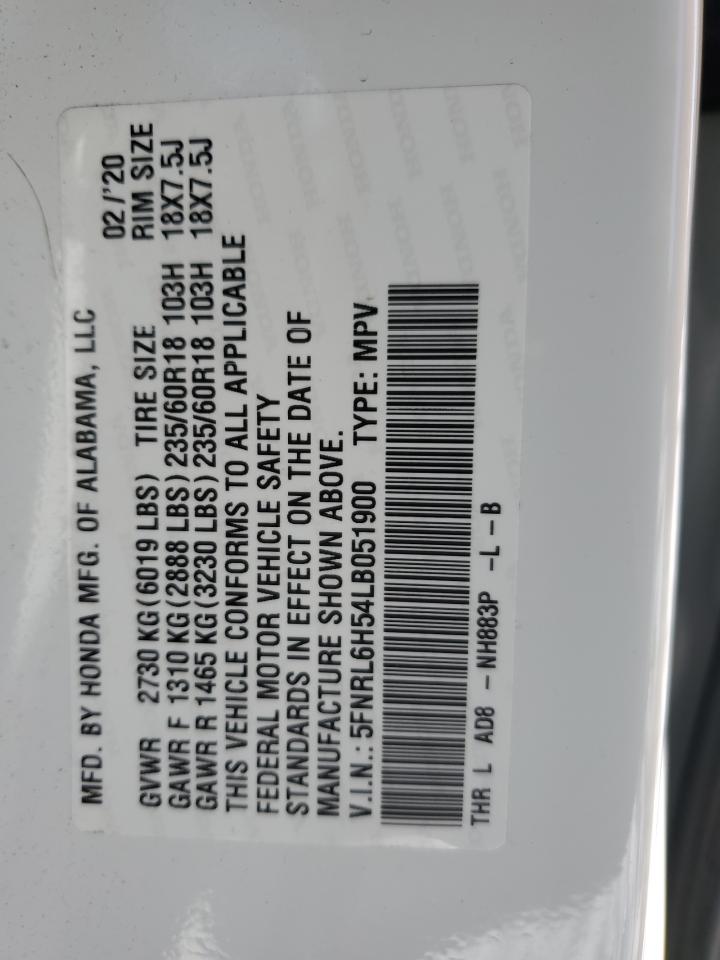 MFD. BY HONDA MFG. OF ALABAMA, LLC 02/'20
GVWR 2730 KG(6019 LBS) TIRE SIZE RIM SIZE
GAWR F 1310 KG(2888 LBS) 235/60R18 103H 18X7.5J
GAWR R 1465 KG(3230 LBS) 235/60R18 103H 18X7.5J
THIS VEHICLE CONFORMS TO ALL APPLICABLE
FEDERAL MOTOR VEHICLE SAFETY
STANDARDS IN EFFECT ON THE DATE OF
MANUFACTURE SHOWN ABOVE.
V.I.N.: 5FNRL6H54LB051900 TYPE: MPV
THR L AD8 -NH883P -L-B